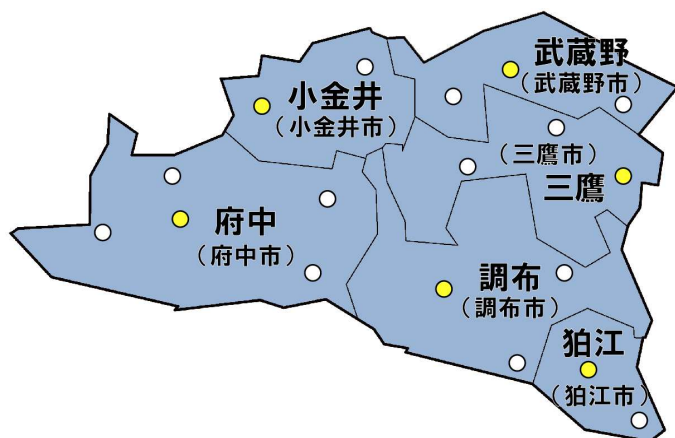 武蔵野
(武蔵野市)
小金井
(小金井市)
(三鷹市)
三鷹
府中
(府中市)
調布
(調布市)
狛江
(狛江市)